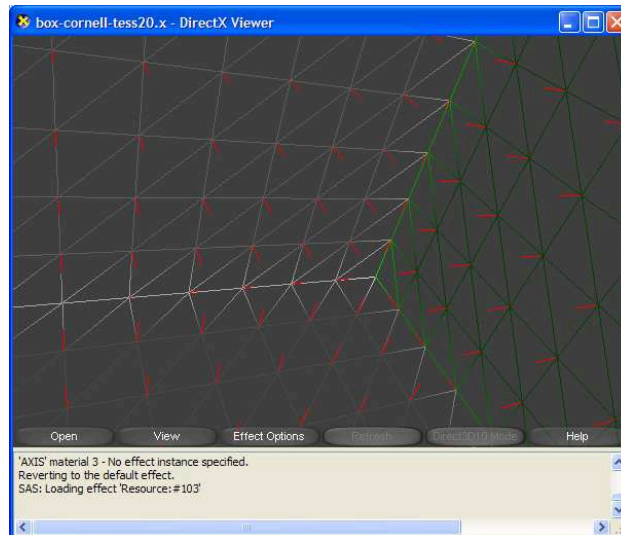 box-cornell-tess20.x - DirectX Viewer
Open View Effect Options Refresh Direct3D10 Mode Help
'AXIS' material 3 - No effect instance specified.
Reverting to the default effect.
SAS: Loading effect 'Resource:#103'